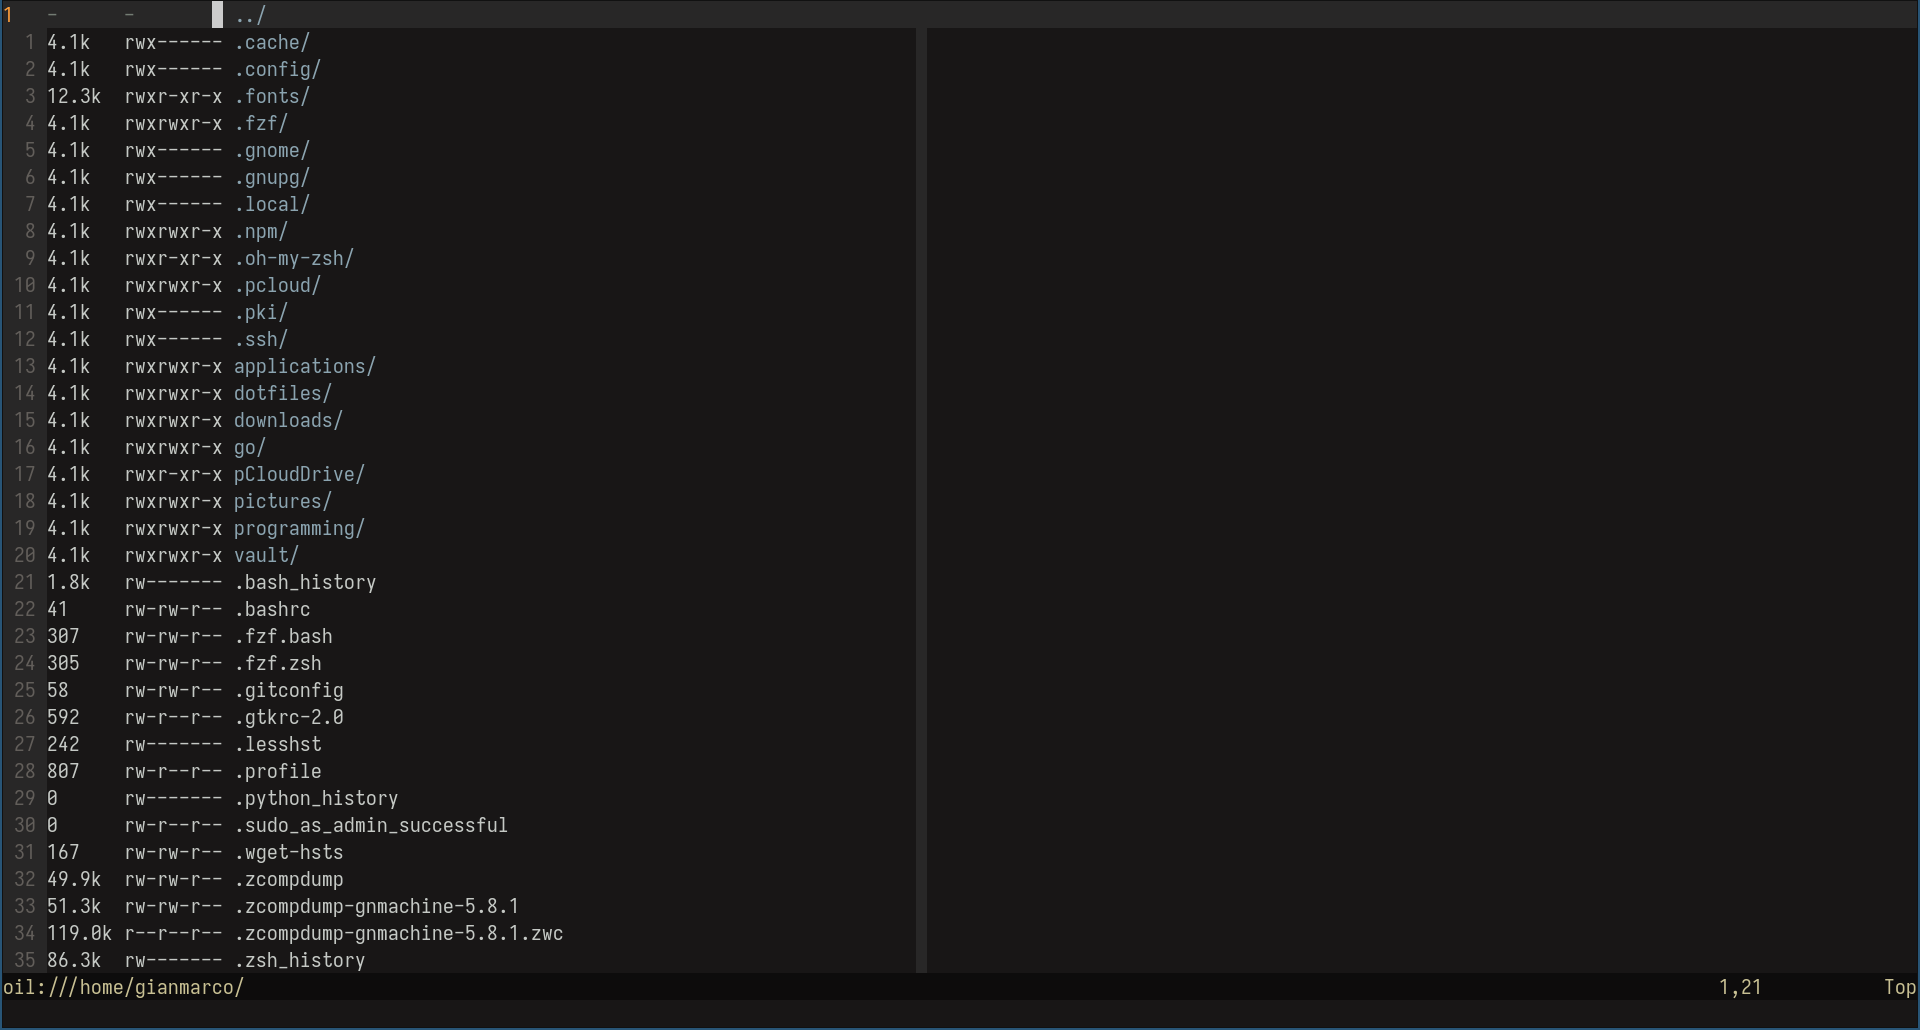 1   -      -         ../
1 4.1k   rwx------ .cache/
2 4.1k   rwx------ .config/
3 12.3k  rwxr-xr-x .fonts/
4 4.1k   rwxrwxr-x .fzf/
5 4.1k   rwx------ .gnome/
6 4.1k   rwx------ .gnupg/
7 4.1k   rwx------ .local/
8 4.1k   rwxrwxr-x .npm/
9 4.1k   rwxr-xr-x .oh-my-zsh/
10 4.1k   rwxrwxr-x .pcloud/
11 4.1k   rwx------ .pki/
12 4.1k   rwx------ .ssh/
13 4.1k   rwxrwxr-x applications/
14 4.1k   rwxrwxr-x dotfiles/
15 4.1k   rwxrwxr-x downloads/
16 4.1k   rwxrwxr-x go/
17 4.1k   rwxr-xr-x pCloudDrive/
18 4.1k   rwxrwxr-x pictures/
19 4.1k   rwxrwxr-x programming/
20 4.1k   rwxrwxr-x vault/
21 1.8k   rw------- .bash_history
22 41     rw-rw-r-- .bashrc
23 307    rw-rw-r-- .fzf.bash
24 305    rw-rw-r-- .fzf.zsh
25 58     rw-rw-r-- .gitconfig
26 592    rw-r--r-- .gtkrc-2.0
27 242    rw------- .lesshst
28 807    rw-r--r-- .profile
29 0      rw------- .python_history
30 0      rw-r--r-- .sudo_as_admin_successful
31 167    rw-rw-r-- .wget-hsts
32 49.9k  rw-rw-r-- .zcompdump
33 51.3k  rw-rw-r-- .zcompdump-gnmachine-5.8.1
34 119.0k r--r--r-- .zcompdump-gnmachine-5.8.1.zwc
35 86.3k  rw------- .zsh_history
oil:///home/gianmarco/ 1,21 Top